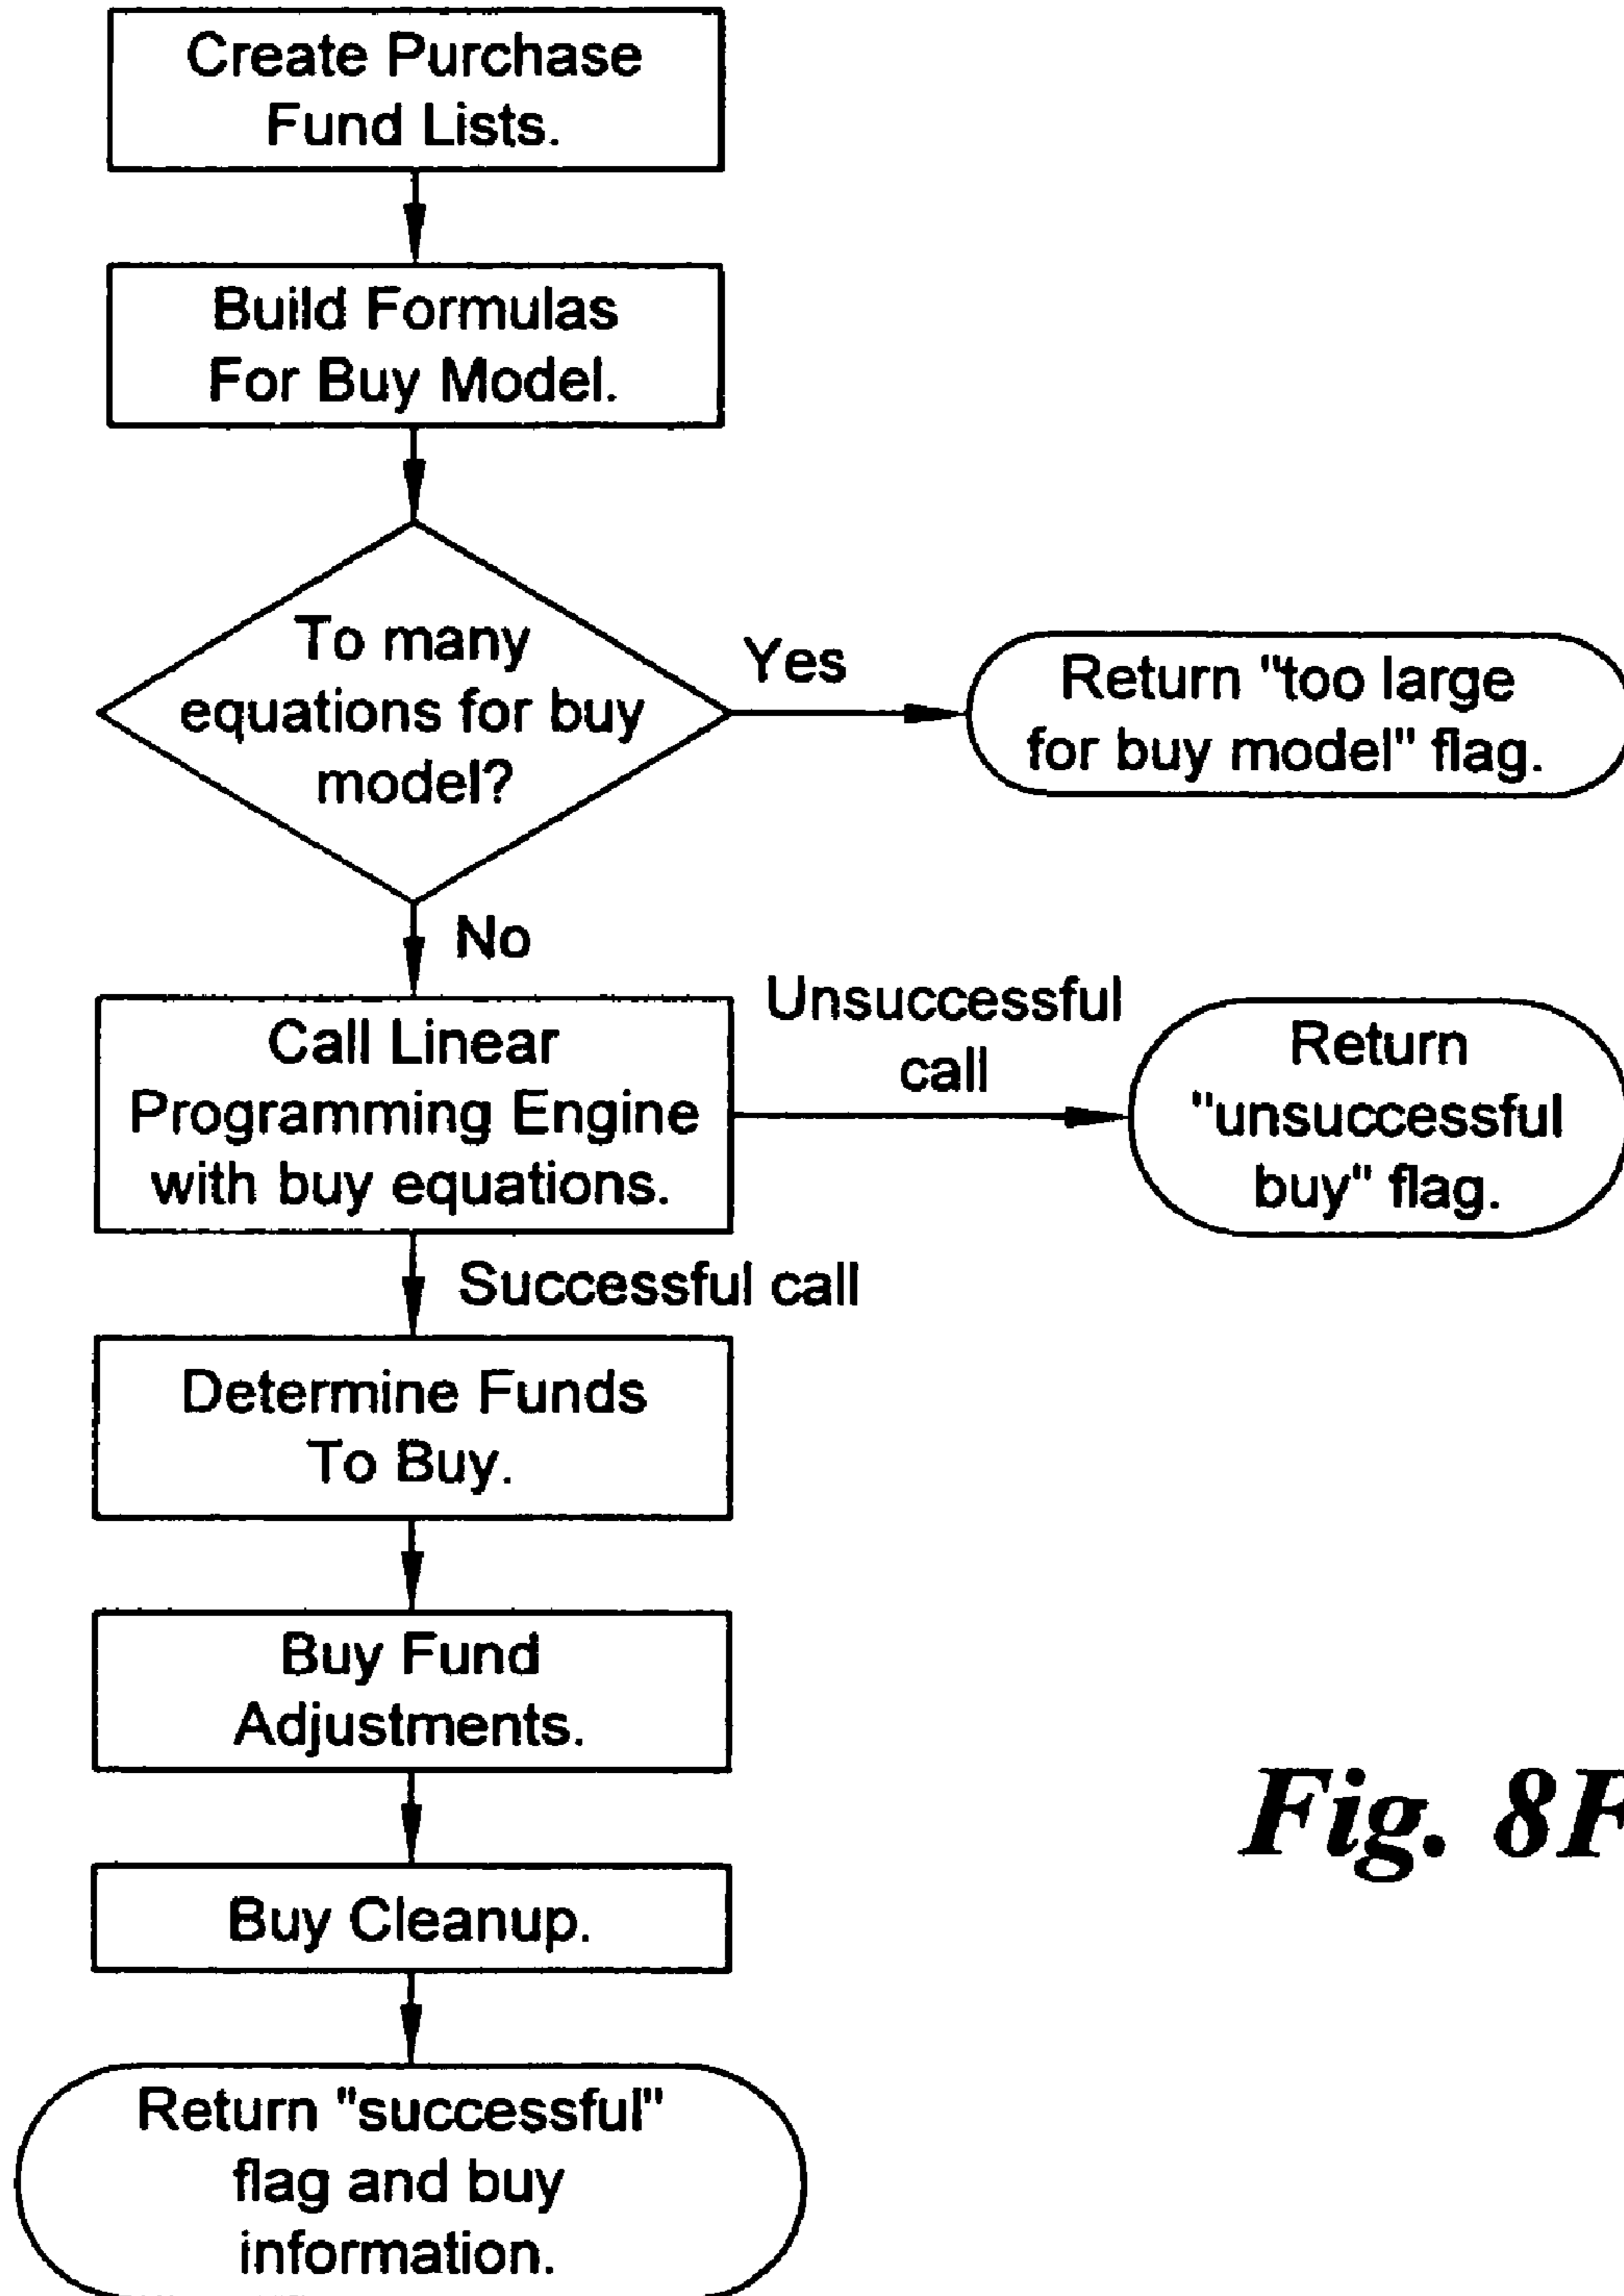 Create Purchase
Fund Lists.
Build Formulas
For Buy Model.
To many
equations for buy
model?
Yes
Return "too large
for buy model" flag.
No
Call Linear
Programming Engine
with buy equations.
Unsuccessful
call
Return
"unsuccessful
buy" flag.
Successful call
Determine Funds
To Buy.
Buy Fund
Adjustments.
Fig. 8F
Buy Cleanup.
Return "successful"
flag and buy
information.